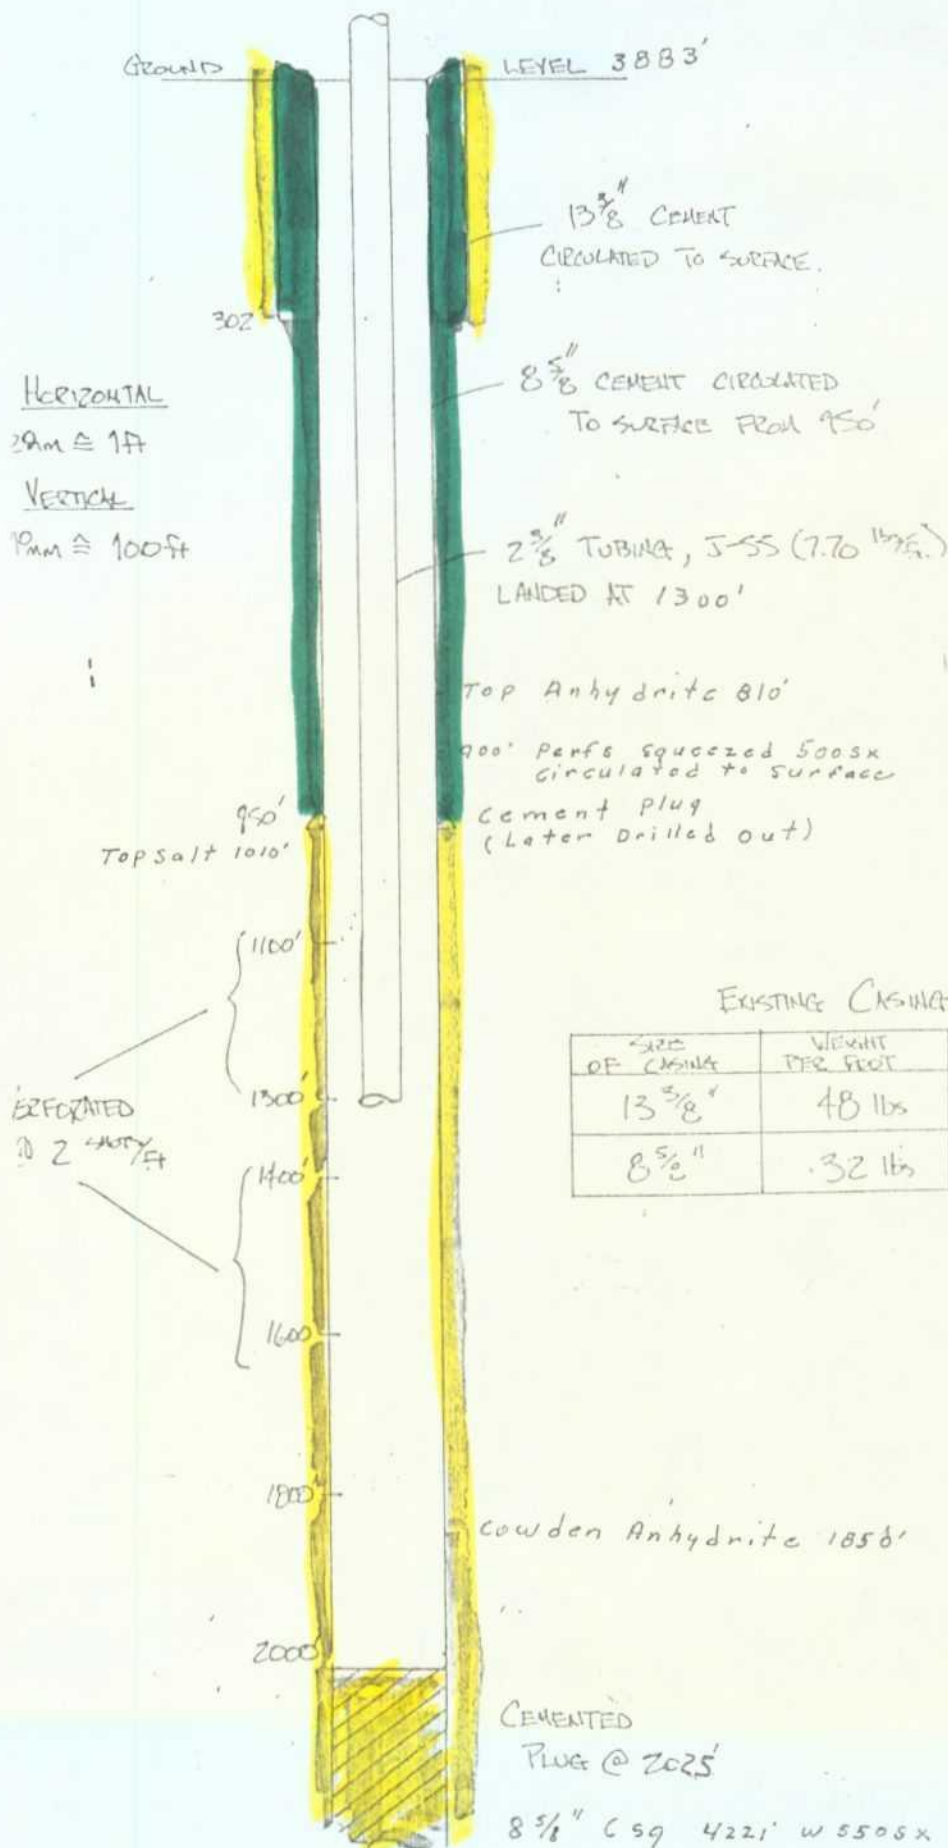 GROUND LEVEL 3883'
13 3/8" CEMENT
CIRCULATED TO SURFACE.
302
HORIZONTAL
≅ 1ft
VERTICAL
≅ 100ft
8 5/8" CEMENT CIRCULATED
TO SURFACE FROM 950'
2 3/8" TUBING, J-55 (7.70 lbs/ft.)
LANDED AT 1300'
Top Anhydrite 810'
900' Perfs squeezed 500sx
circulated to surface
950'
Cement plug
(Later Drilled out)
Top Salt 1010'
1100'
EXISTING CASING
SIZE OF CASING
WEIGHT PER FOOT
13 3/8" 48 lbs
8 5/8" 32 lbs
1300'
ERFORATED
2 SHOTS/Ft
1400'
1600'
1800'
Cowden Anhydrite 1856'
2000'
CEMENTED
PLUG @ 2025'
8 5/8" Csg 4221' w 550sx